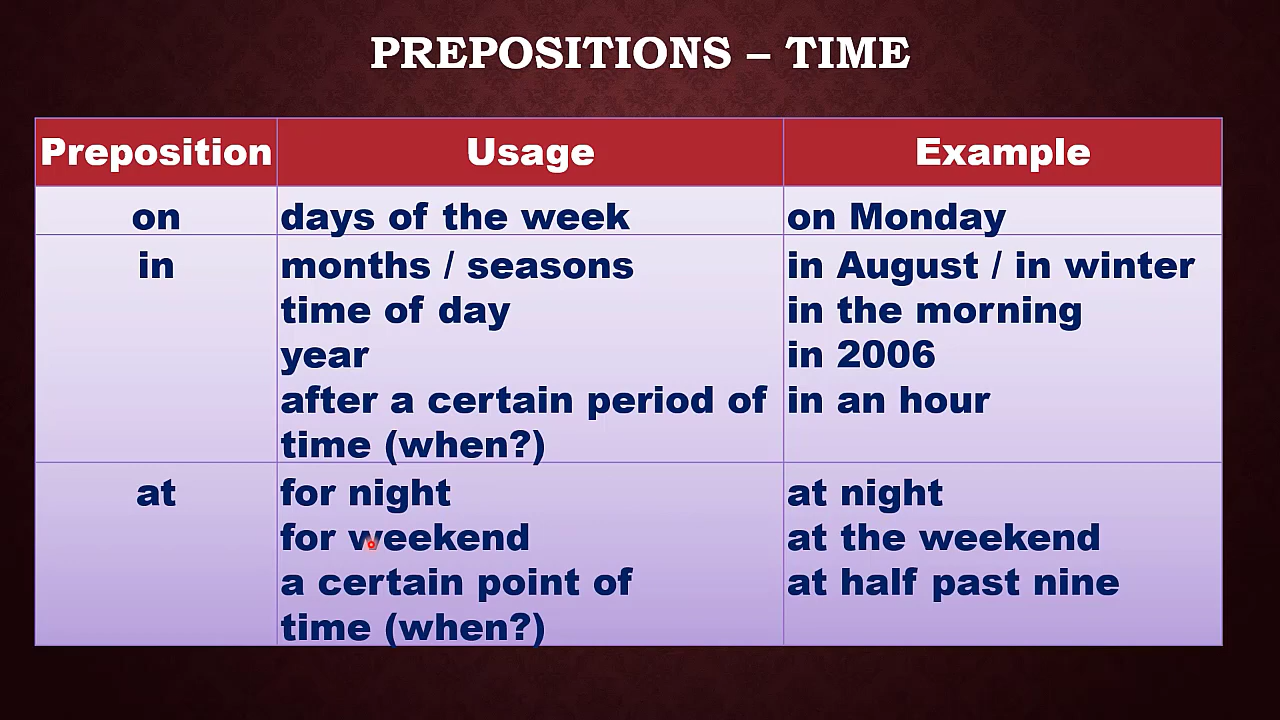 PREPOSITIONS – TIME
Preposition Usage Example
on days of the week on Monday
in months / seasons in August / in winter
time of day in the morning
year in 2006
after a certain period of in an hour
time (when?)
at for night at night
for weekend at the weekend
a certain point of at half past nine
time (when?)